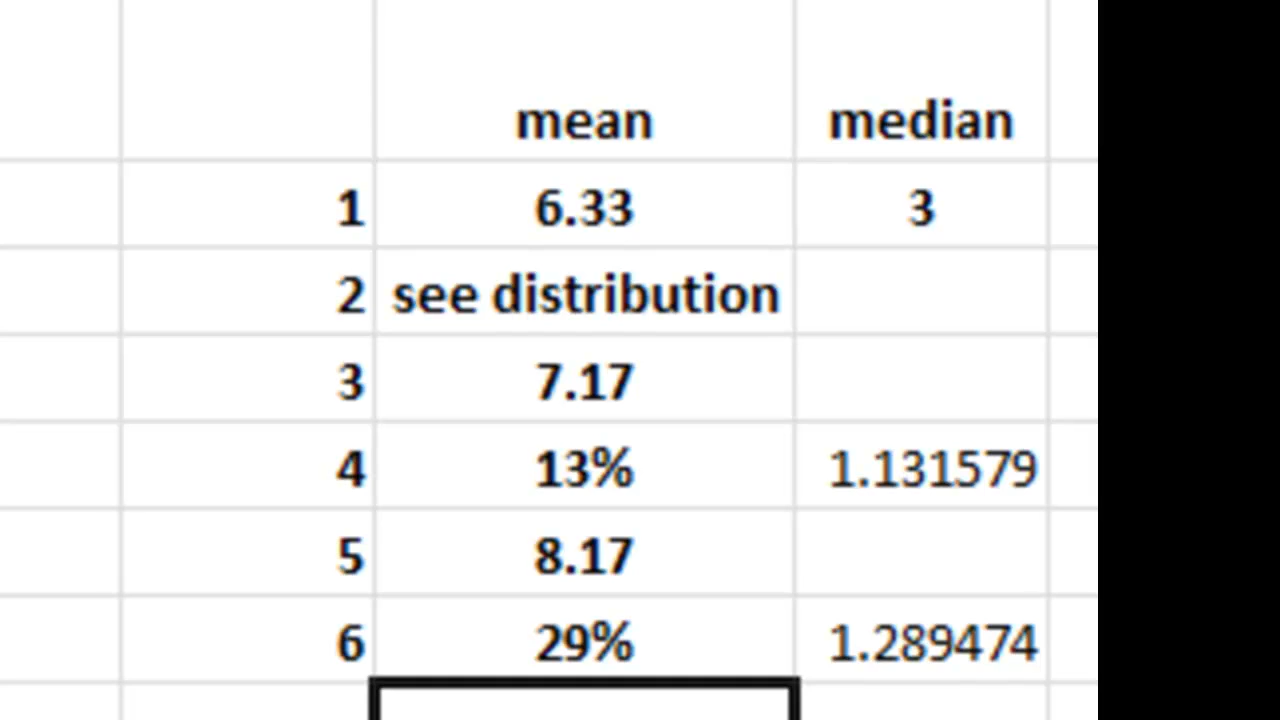 mean median
1 6.33 3
2 see distribution
3 7.17
4 13% 1.131579
5 8.17
6 29% 1.289474